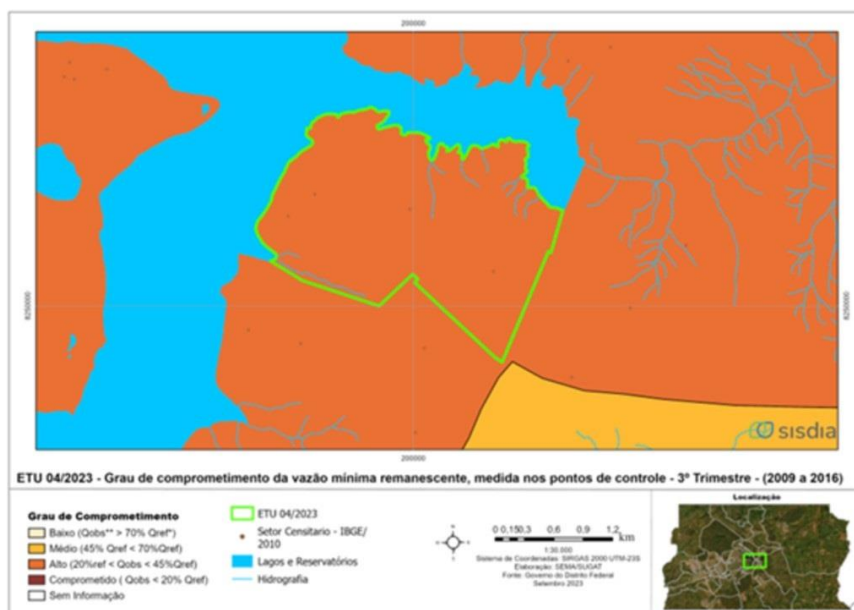 200000
8250000
8250000
sisdia
200000
ETU 04/2023 - Grau de comprometimento da vazão mínima remanescente, medida nos pontos de controle - 3º Trimestre - (2009 a 2016)
Grau de Comprometimento
Baixo (Qobs** > 70% Qref*)
Médio (45% Qref < 70%Qref)
Alto (20%ref < Qobs < 45%Qref)
Comprometido ( Qobs < 20% Qref)
Sem Informação
ETU 04/2023
Setor Censitario - IBGE/
2010
Lagos e Reservatórios
Hidrografia
0 0,150,3 0,6 0,9 1,2
km
1:30.000
Sistema de Coordenadas: SIRGAS 2000 UTM-23S
Elaboração: SEMA/SUGAT
Fonte: Governo do Distrito Federal
Setembro 2023
Localização